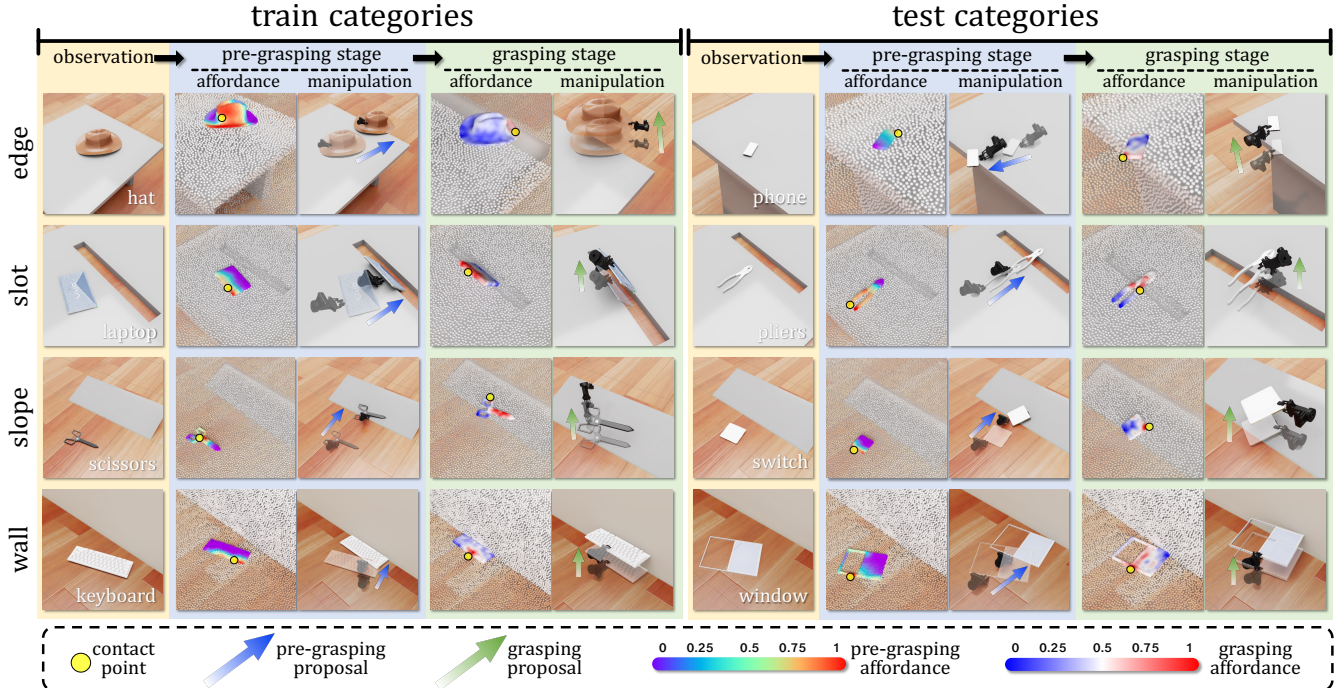 train categories
test categories
observation
pre-grasping stage
grasping stage
observation
pre-grasping stage
grasping stage
affordance
manipulation
affordance
manipulation
affordance
manipulation
affordance
manipulation
edge
hat
phone
slot
laptop
pliers
slope
scissors
switch
wall
keyboard
window
contact
point
pre-grasping
proposal
grasping
proposal
0 0.25 0.75 1
pre-grasping
affordance
0 0.25 0.5 0.75 1
grasping
affordance